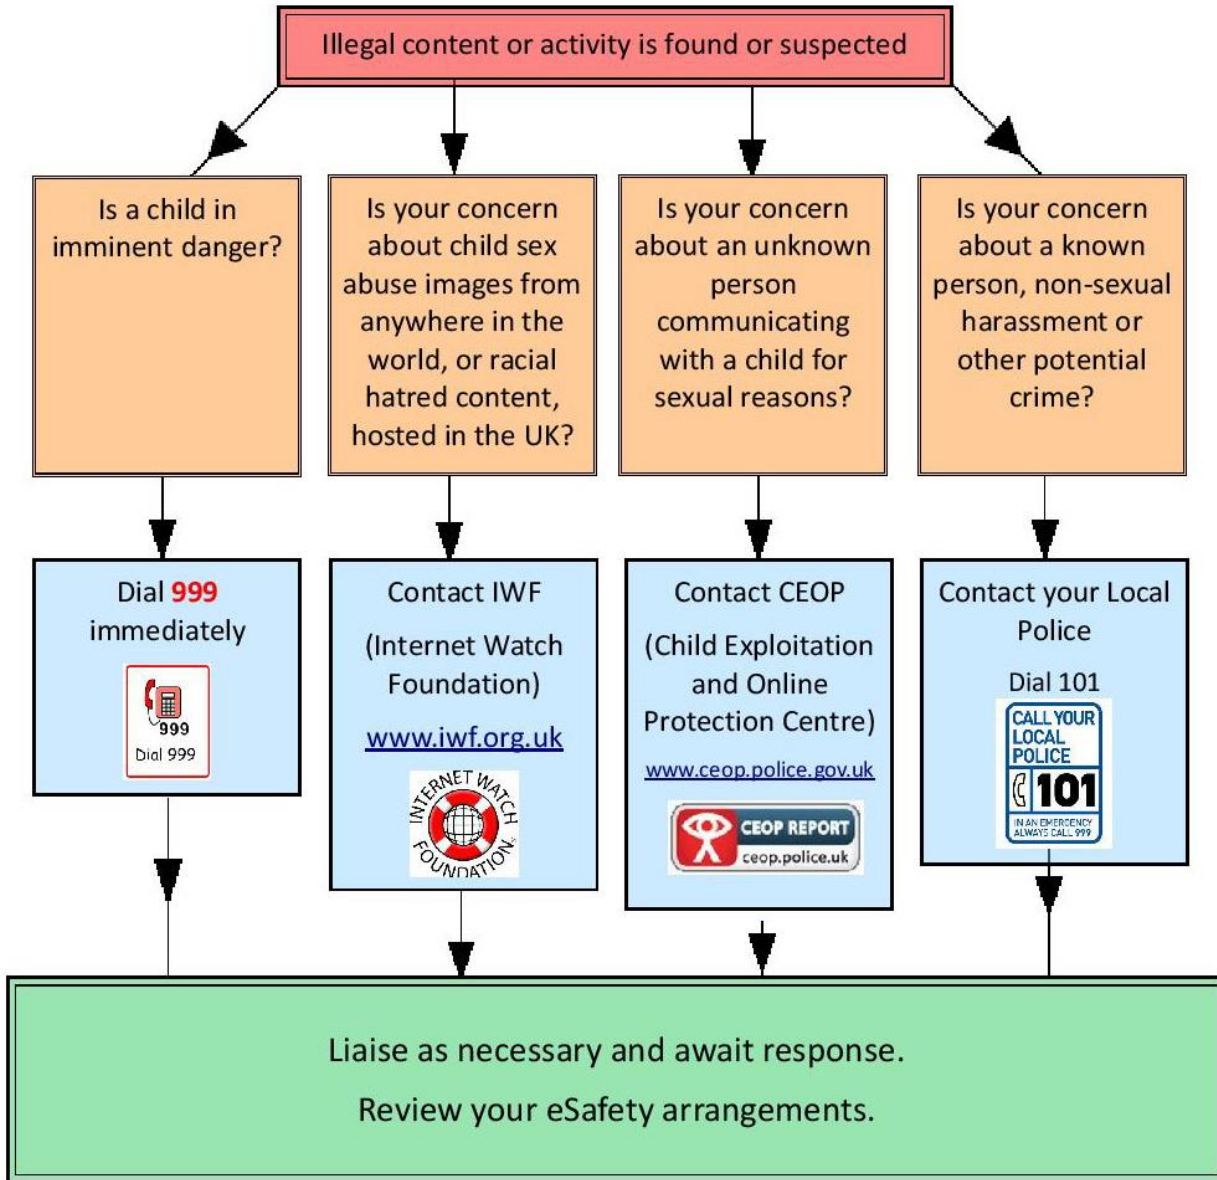 Illegal content or activity is found or suspected
Is a child in
imminent danger?
Is your concern
about child sex
abuse images from
anywhere in the
world, or racial
hatred content,
hosted in the UK?
Is your concern
about an unknown
person
communicating
with a child for
sexual reasons?
Is your concern
about a known
person, non-sexual
harassment or
other potential
crime?
Dial 999
immediately
999
Dial 999
Contact IWF
(Internet Watch
Foundation)
www.iwf.org.uk
INTERNET WATCH
FOUNDATION
Contact CEOP
(Child Exploitation
and Online
Protection Centre)
www.ceop.police.gov.uk
CEOP REPORT
ceop.police.uk
Contact your Local
Police
Dial 101
CALL YOUR
LOCAL
POLICE
101
IN AN EMERGENCY
ALWAYS CALL 999
Liaise as necessary and await response.
Review your eSafety arrangements.